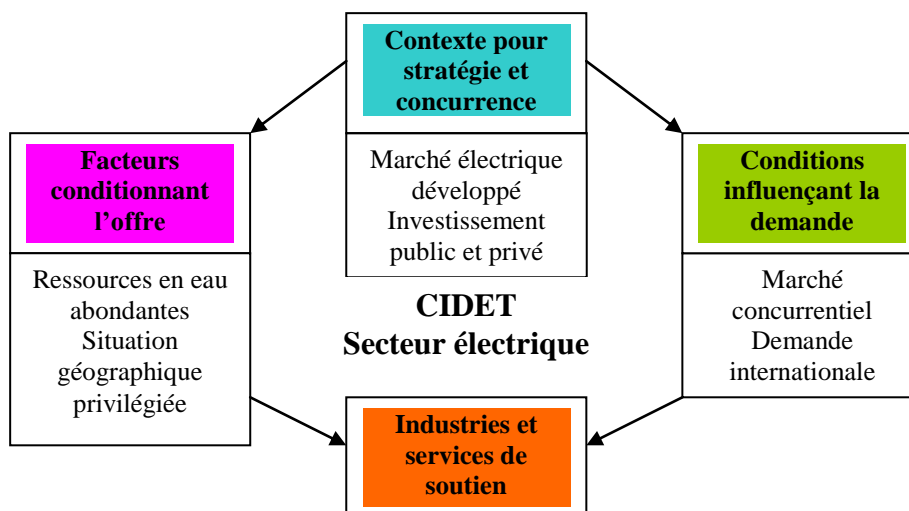 Contexte pour
stratégie et
concurrence
Marché électrique
développé
Investissement
public et privé
Facteurs
conditionnant
l'offre
Ressources en eau
abondantes
Situation
géographique
privilégiée
Conditions
influençant la
demande
Marché
concurrentiel
Demande
internationale
CIDET
Secteur électrique
Industries et
services de
soutien